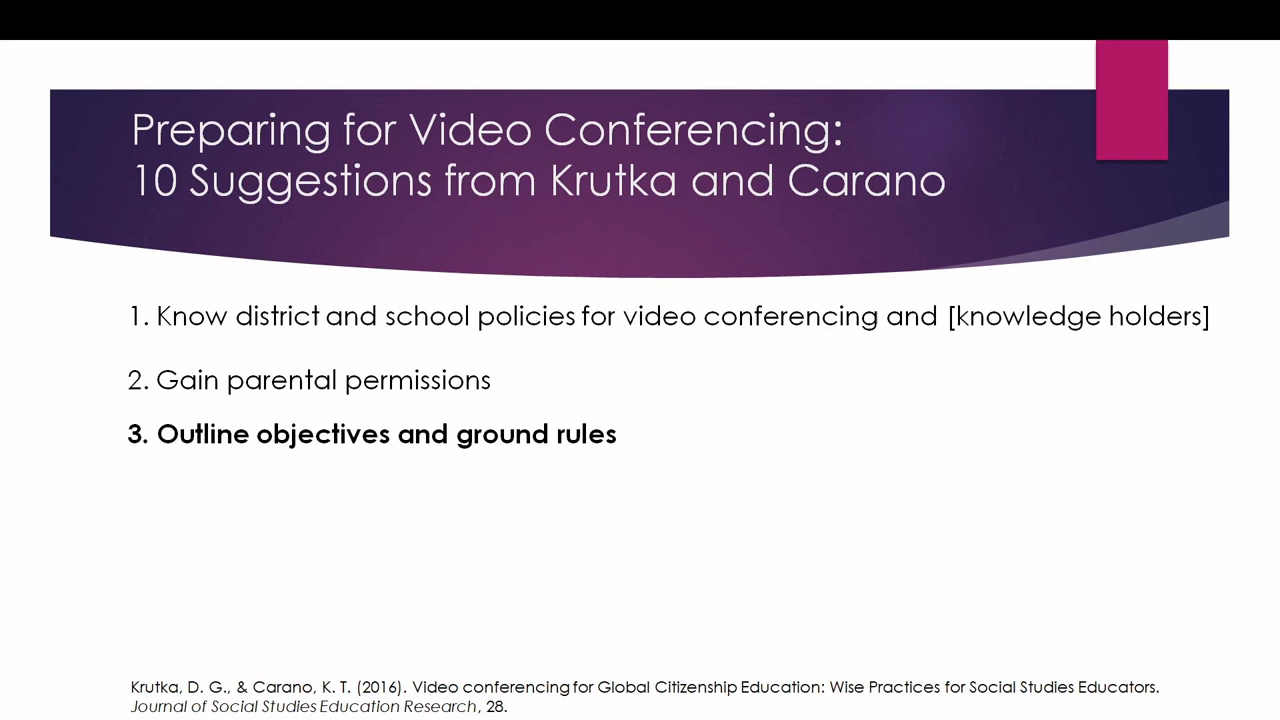 Preparing for Video Conferencing:
10 Suggestions from Krutka and Carano
1. Know district and school policies for video conferencing and [knowledge holders]
2. Gain parental permissions
3. Outline objectives and ground rules
Krutka, D. G., & Carano, K. T. (2016). Video conferencing for Global Citizenship Education: Wise Practices for Social Studies Educators.
Journal of Social Studies Education Research, 28.